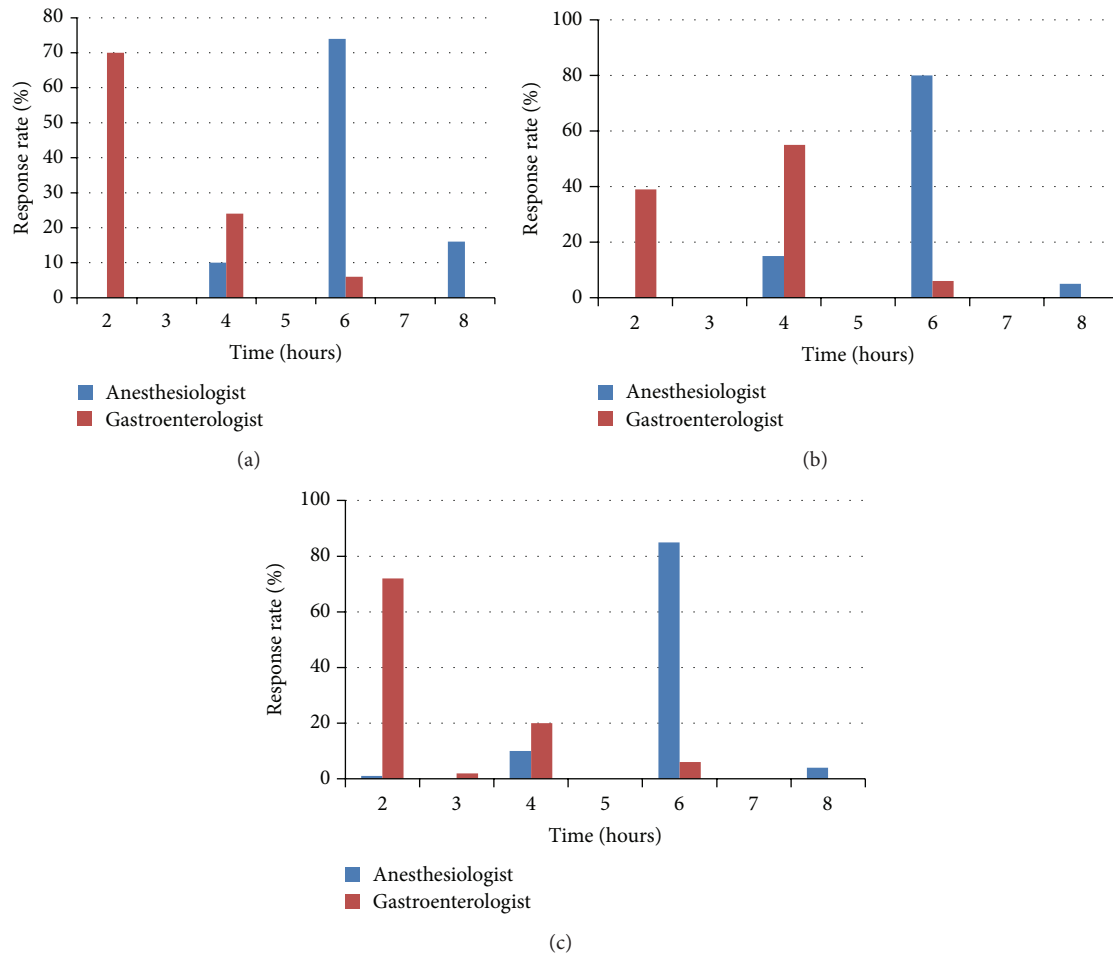 80
70
60
50
40
30
20
10
0
Response rate (%)
2 3 4 5 6 7 8
Time (hours)
Anesthesiologist
Gastroenterologist
(a)
100
80
60
40
20
0
Response rate (%)
2 3 4 5 6 7 8
Time (hours)
Anesthesiologist
Gastroenterologist
(b)
100
80
60
40
20
0
Response rate (%)
2 3 4 5 6 7 8
Time (hours)
Anesthesiologist
Gastroenterologist
(c)